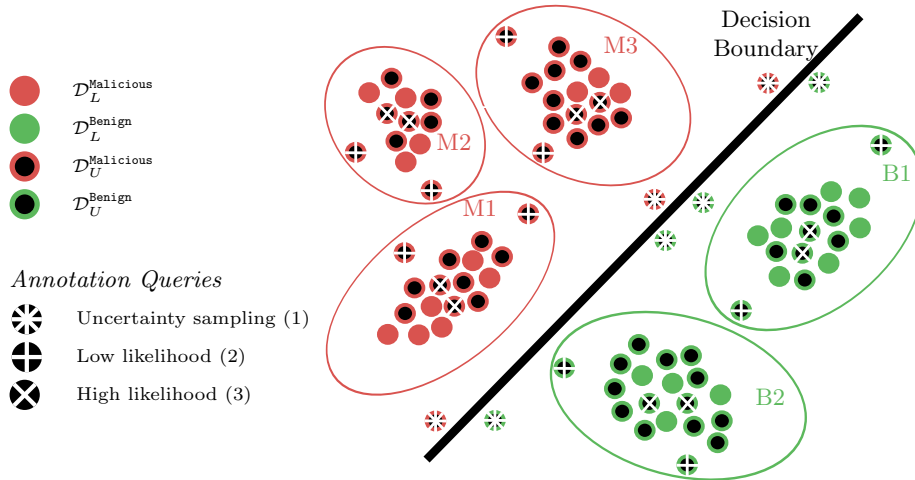 Decision
Boundary
M3
M2
M1
B1
B2
𝒟_L^Malicious
𝒟_L^Benign
𝒟_U^Malicious
𝒟_U^Benign
Annotation Queries
Uncertainty sampling (1)
Low likelihood (2)
High likelihood (3)